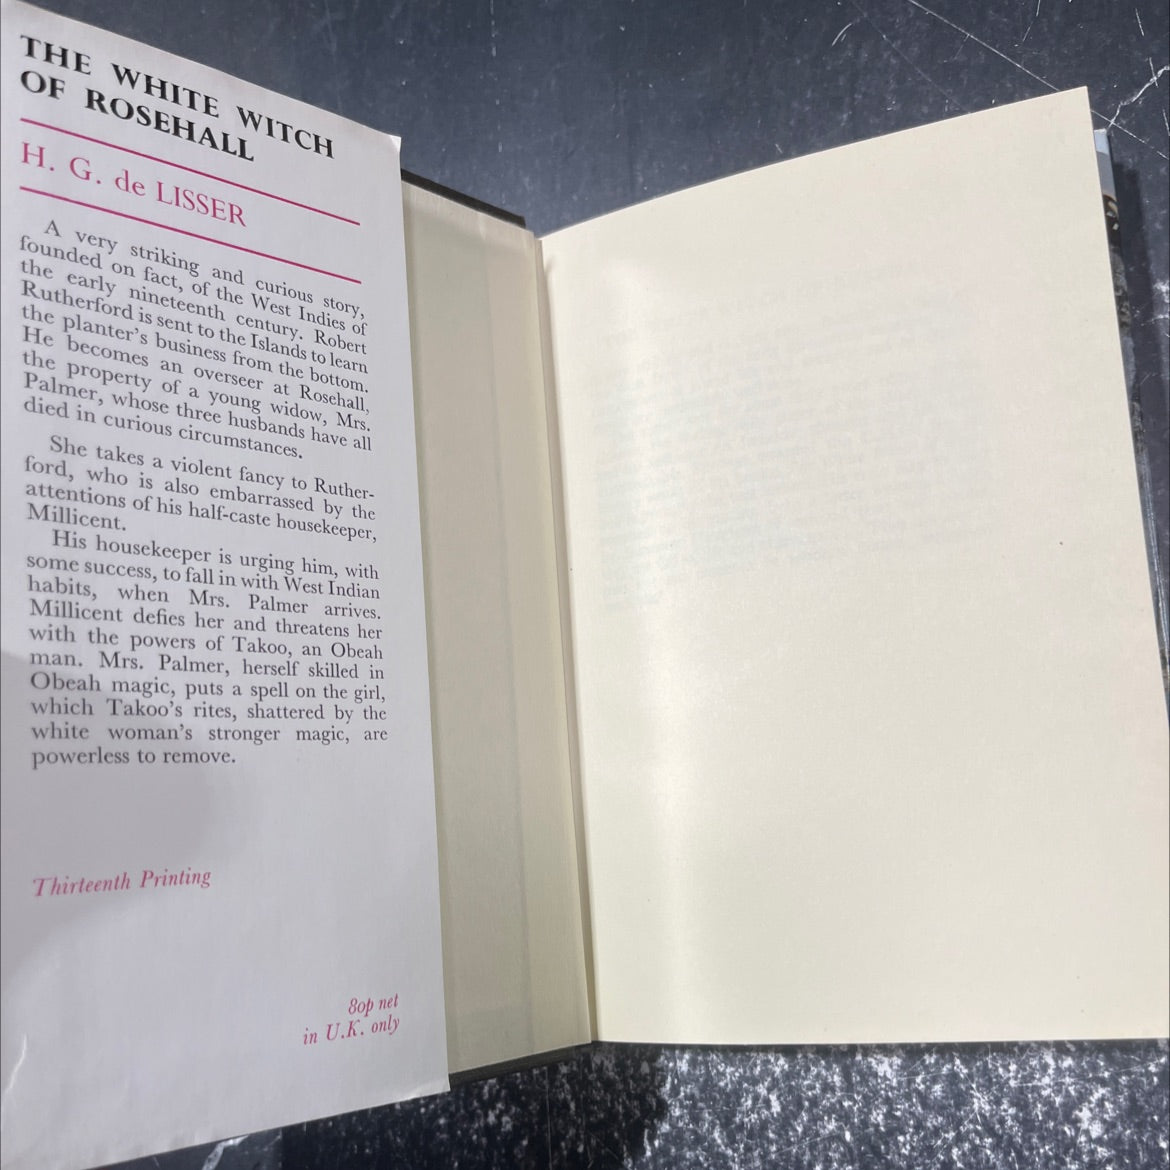 THE WHITE WITCH
OF ROSEHALL
H. G. de LISSER
A very striking and curious story,
founded on fact, of the West Indies of
the early nineteenth century. Robert
Rutherford is sent to the Islands to learn
the planter's business from the bottom.
He becomes an overseer at Rosehall,
the property of a young widow, Mrs.
Palmer, whose three husbands have all
died in curious circumstances.
She takes a violent fancy to Ruther-
ford, who is also embarrassed by the
attentions of his half-caste housekeeper,
Millicent.
His housekeeper is urging him, with
some success, to fall in with West Indian
habits, when Mrs. Palmer arrives.
Millicent defies her and threatens her
with the powers of Takoo, an Obeah
man. Mrs. Palmer, herself skilled in
Obeah magic, puts a spell on the girl,
which Takoo's rites, shattered by the
white woman's stronger magic, are
powerless to remove.
Thirteenth Printing
80p net
in U.K. only